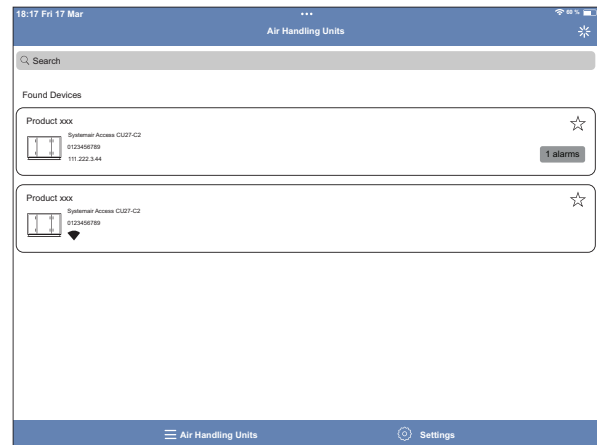 18:17 Fri 17 Mar
60 %
Air Handling Units
Search
Found Devices
Product xxx
Systemair Access CU27-C2
0123456789
111.222.3.44
1 alarms
Product xxx
Systemair Access CU27-C2
0123456789
Air Handling Units
Settings